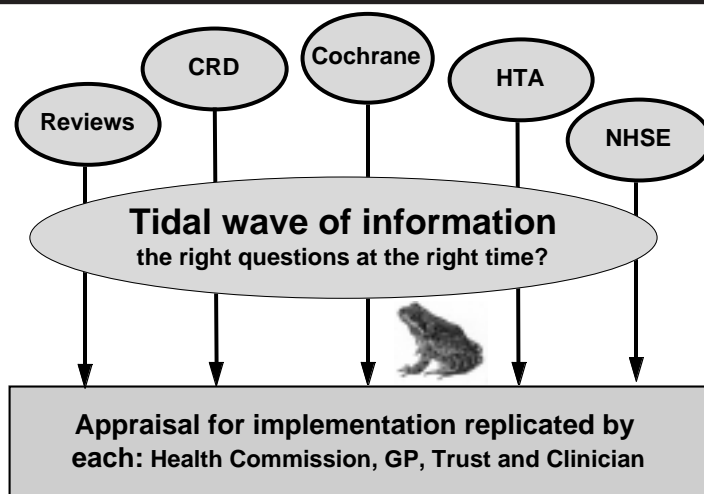 Reviews
CRD
Cochrane
HTA
NHSE
Tidal wave of information
the right questions at the right time?
Appraisal for implementation replicated by
each: Health Commission, GP, Trust and Clinician